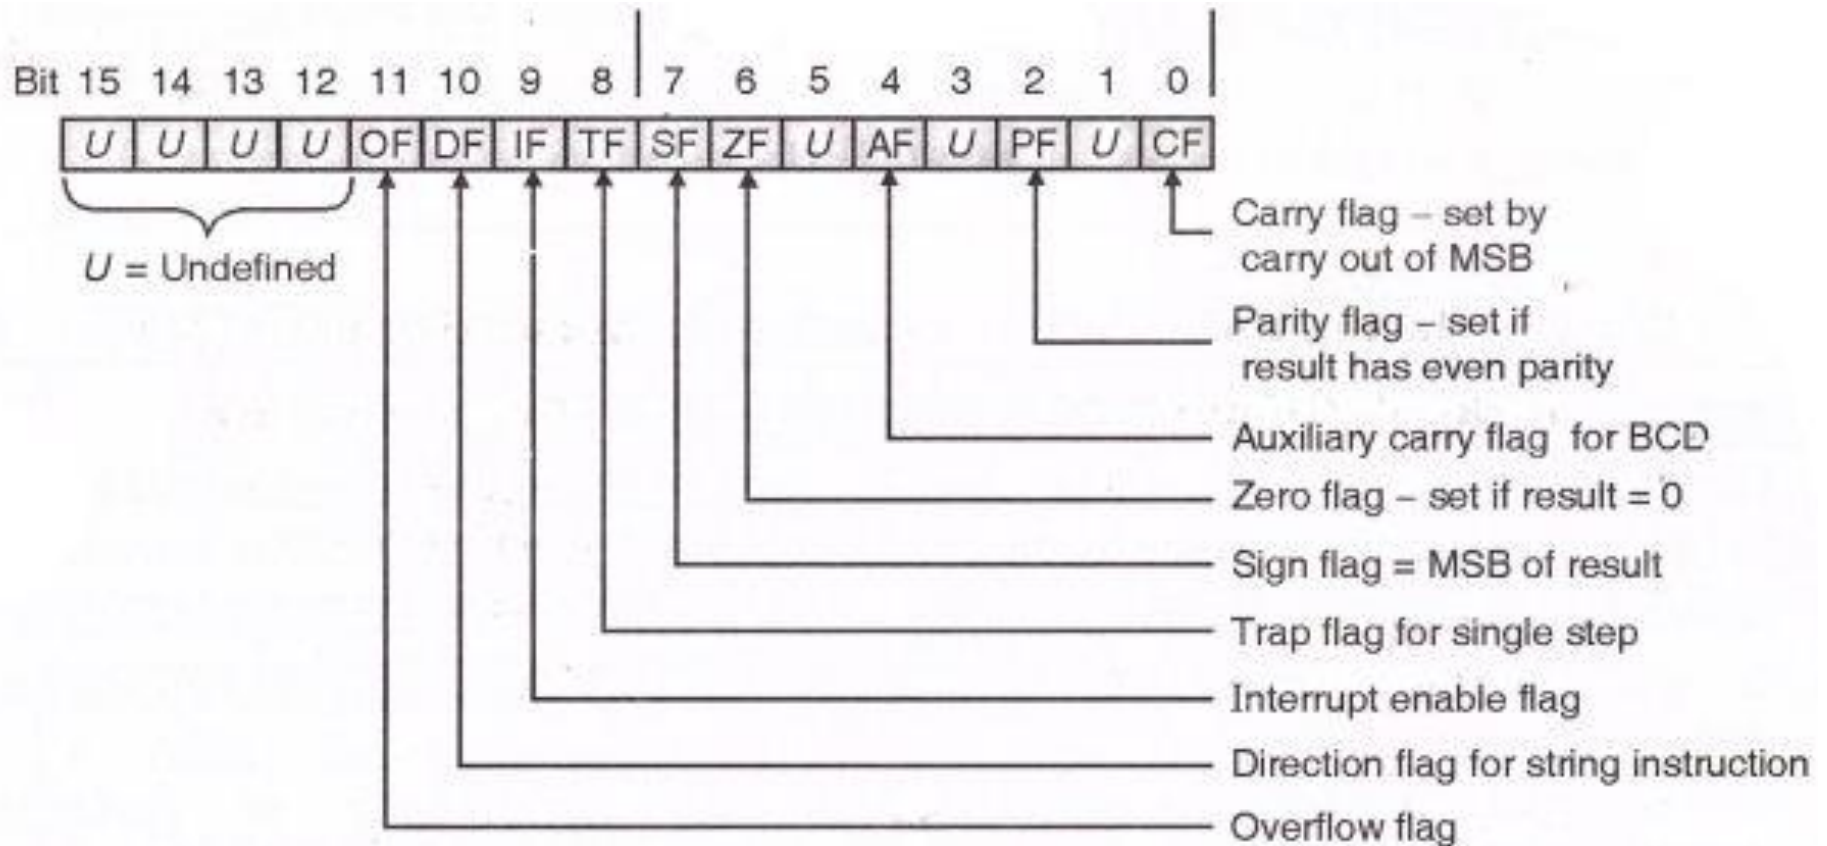 Bit 15 14 13 12 11 10 9 8 7 6 5 4 3 2 1 0
U U U U OF DF IF TF SF ZF U AF U PF U CF
U = Undefined
Carry flag – set by
carry out of MSB
Parity flag – set if
result has even parity
Auxiliary carry flag for BCD
Zero flag – set if result = 0
Sign flag = MSB of result
Trap flag for single step
Interrupt enable flag
Direction flag for string instruction
Overflow flag